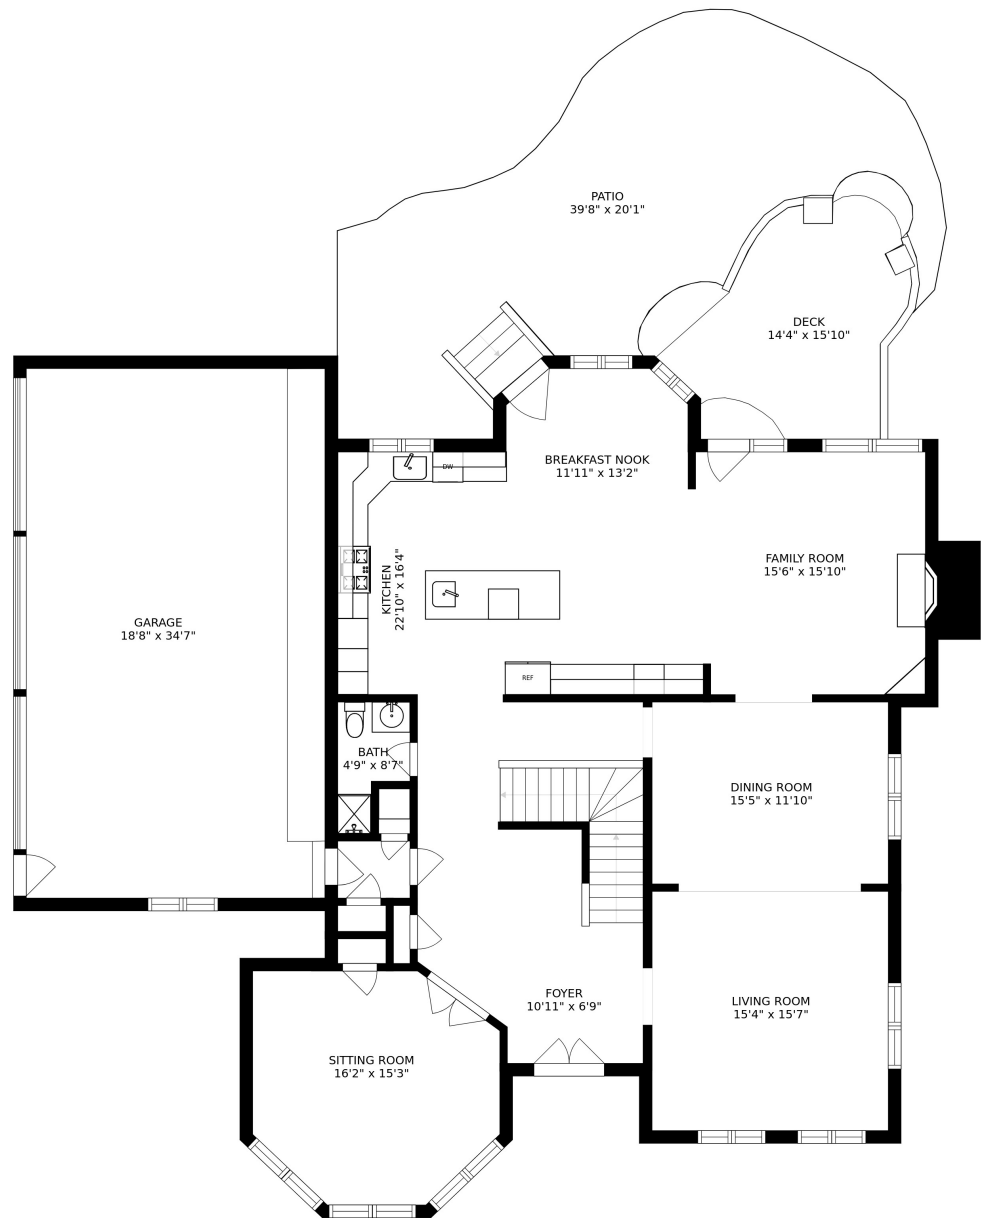 PATIO
39'8" x 20'1"
DECK
14'4" x 15'10"
BREAKFAST NOOK
11'11" x 13'2"
DW
FAMILY ROOM
15'6" x 15'10"
KITCHEN
22'10" x 16'4"
GARAGE
18'8" x 34'7"
REF
BATH
4'9" x 8'7"
DINING ROOM
15'5" x 11'10"
FOYER
10'11" x 6'9"
LIVING ROOM
15'4" x 15'7"
SITTING ROOM
16'2" x 15'3"